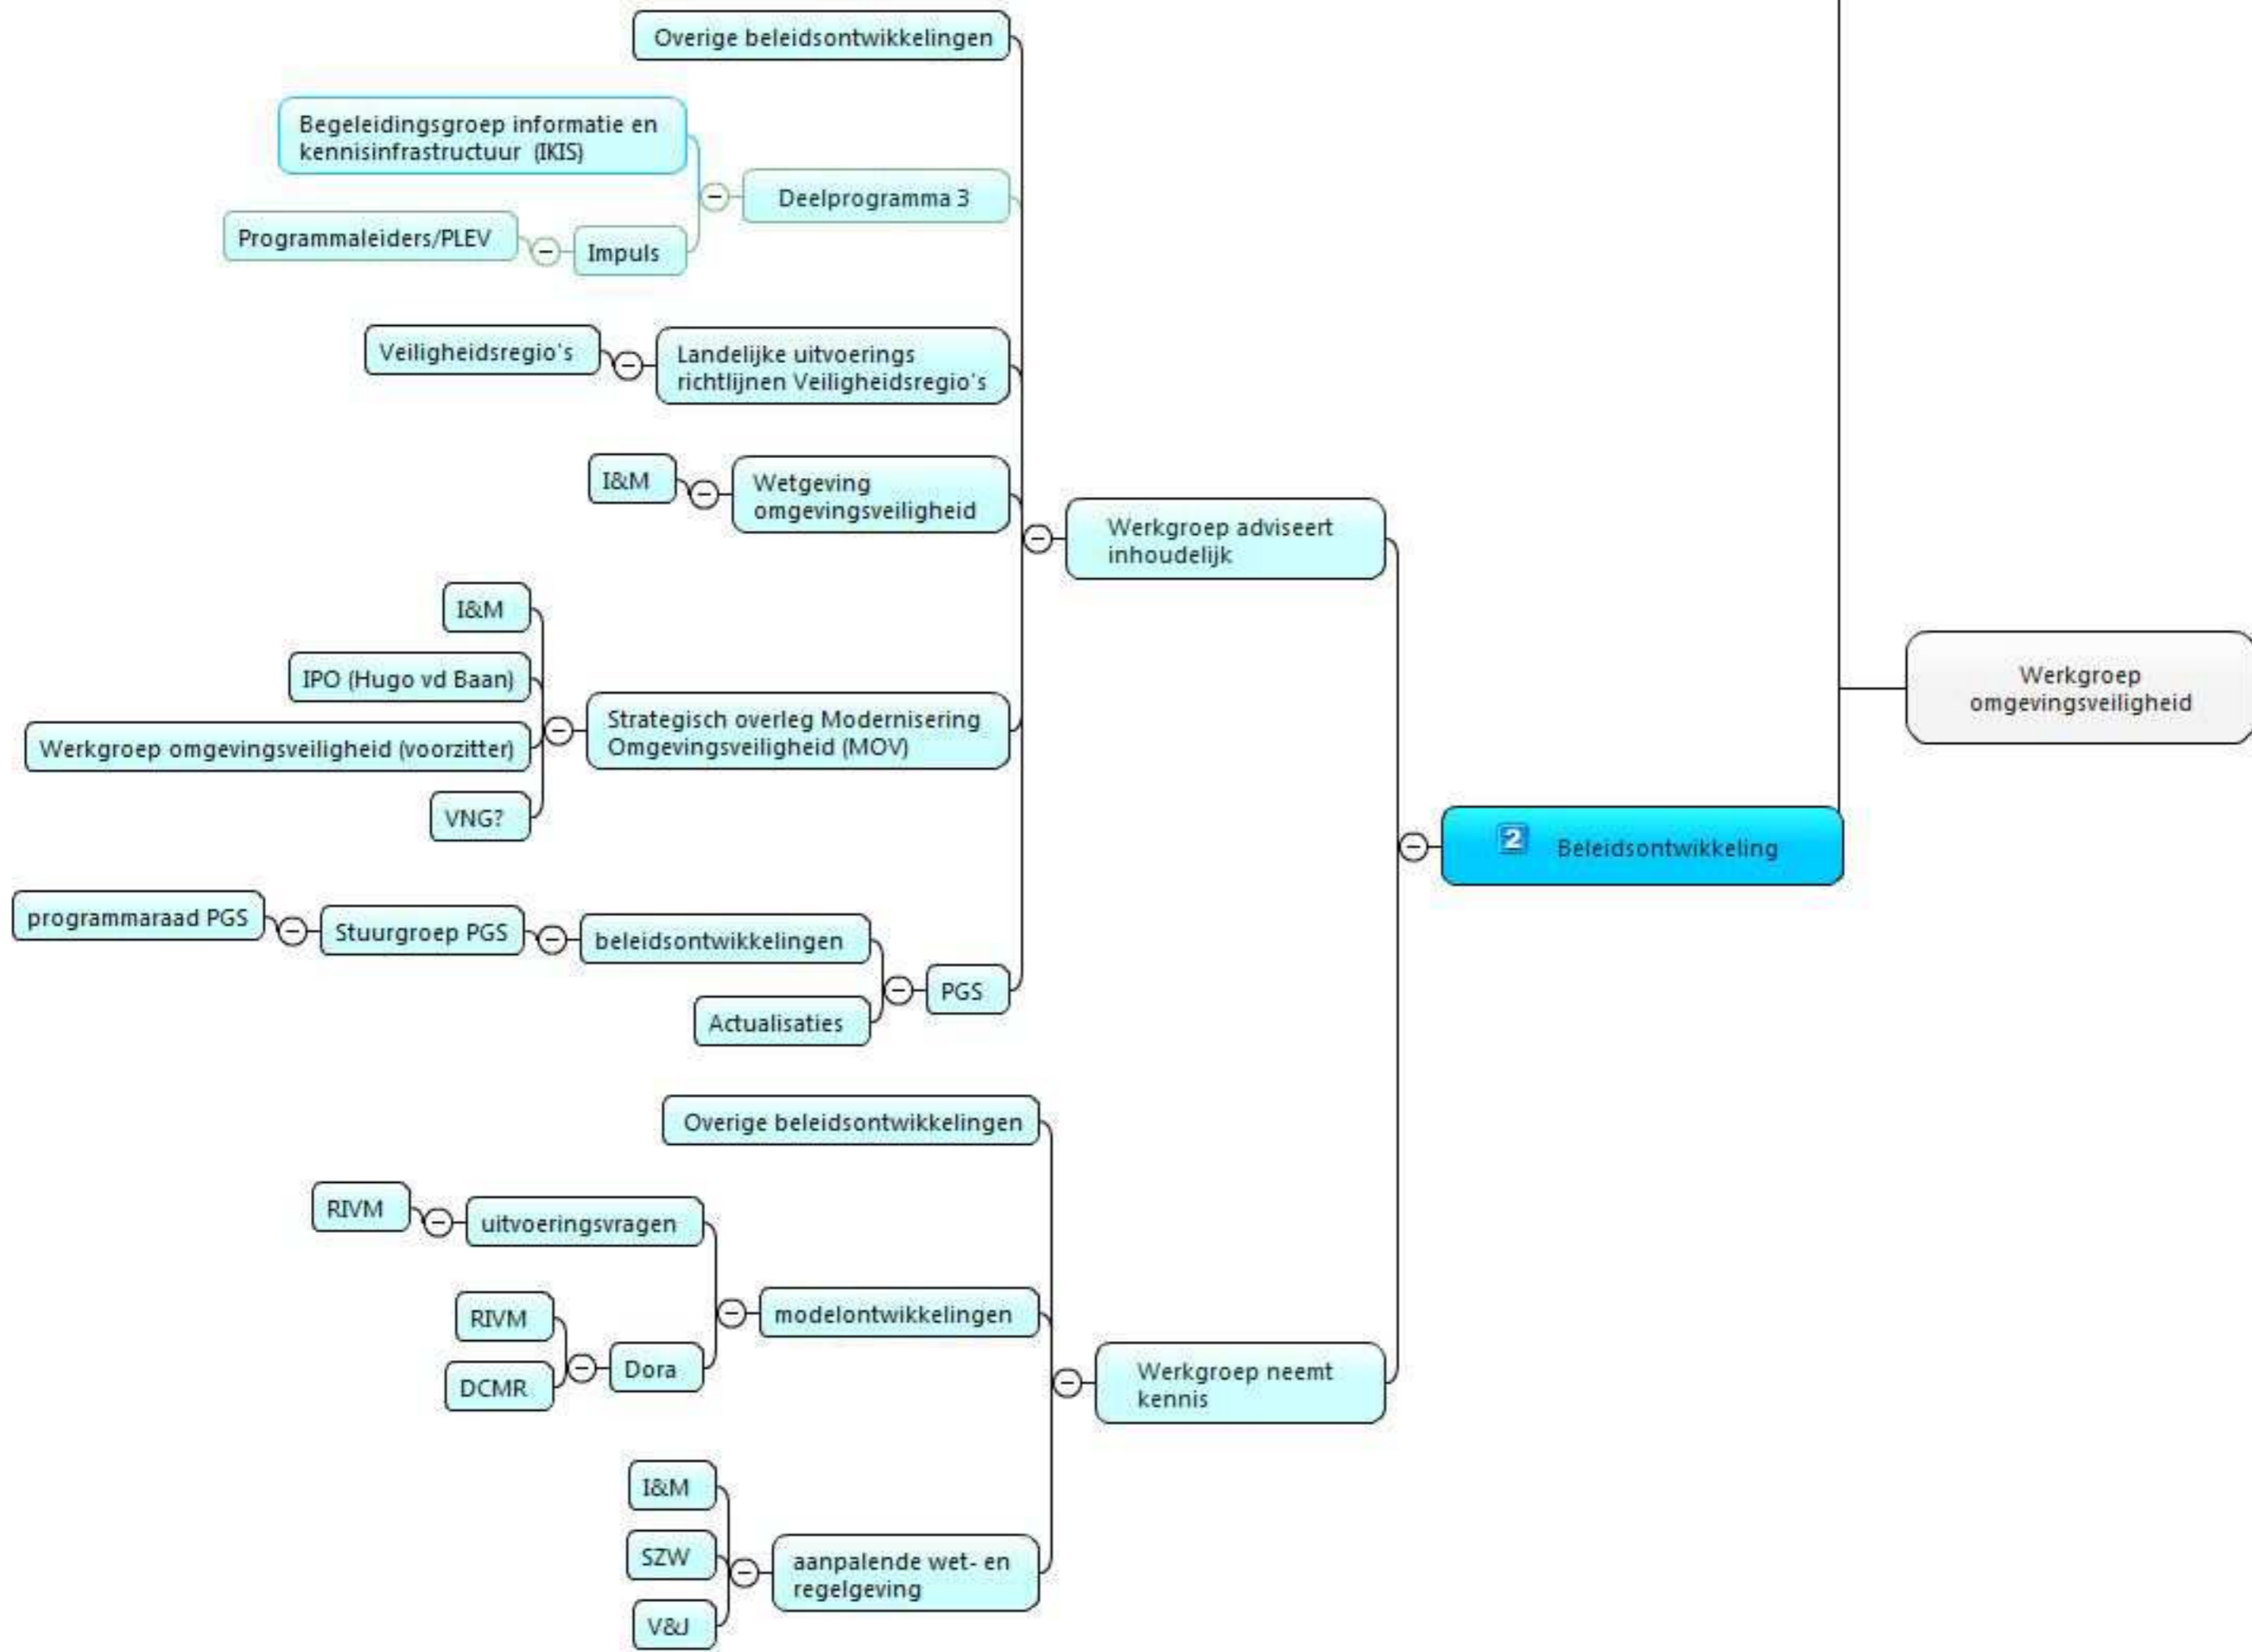 Overige beleidsontwikkelingen
Begeleidingsgroep informatie en
kennisinfrastructuur (IKIS)
Deelprogramma 3
Programmaleiders/PLEV
Impuls
Veiligheidsregio's
Landelijke uitvoerings
richtlijnen Veiligheidsregio's
I&M
Wetgeving
omgevingsveiligheid
Werkgroep adviseert
inhoudelijk
I&M
IPO (Hugo vd Baan)
Werkgroep omgevingsveiligheid (voorzitter)
VNG?
Strategisch overleg Modernisering
Omgevingsveiligheid (MOV)
Werkgroep
omgevingsveiligheid
2 Beleidsontwikkeling
programmaraad PGS
Stuurgroep PGS
beleidsontwikkelingen
Actualisaties
PGS
Overige beleidsontwikkelingen
RIVM
uitvoeringsvragen
modelontwikkelingen
RIVM
DCMR
Dora
Werkgroep neemt
kennis
I&M
SZW
V&J
aanpalende wet- en
regelgeving